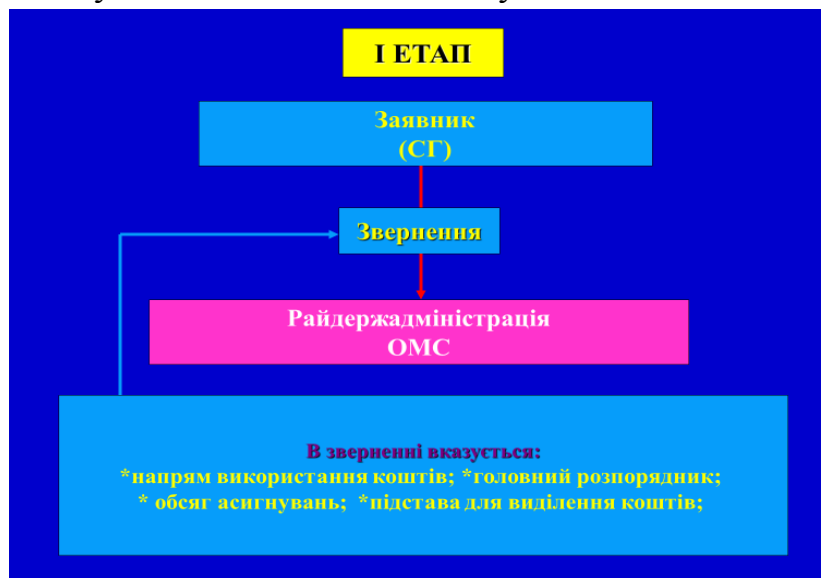 І ЕТАП
Заявник
(СГ)
Звернення
Райдержадміністрація
ОМС
В зверненні вказується:
*напрям використання коштів; *головний розпорядник;
* обсяг асигнувань; *підстава для виділення коштів;